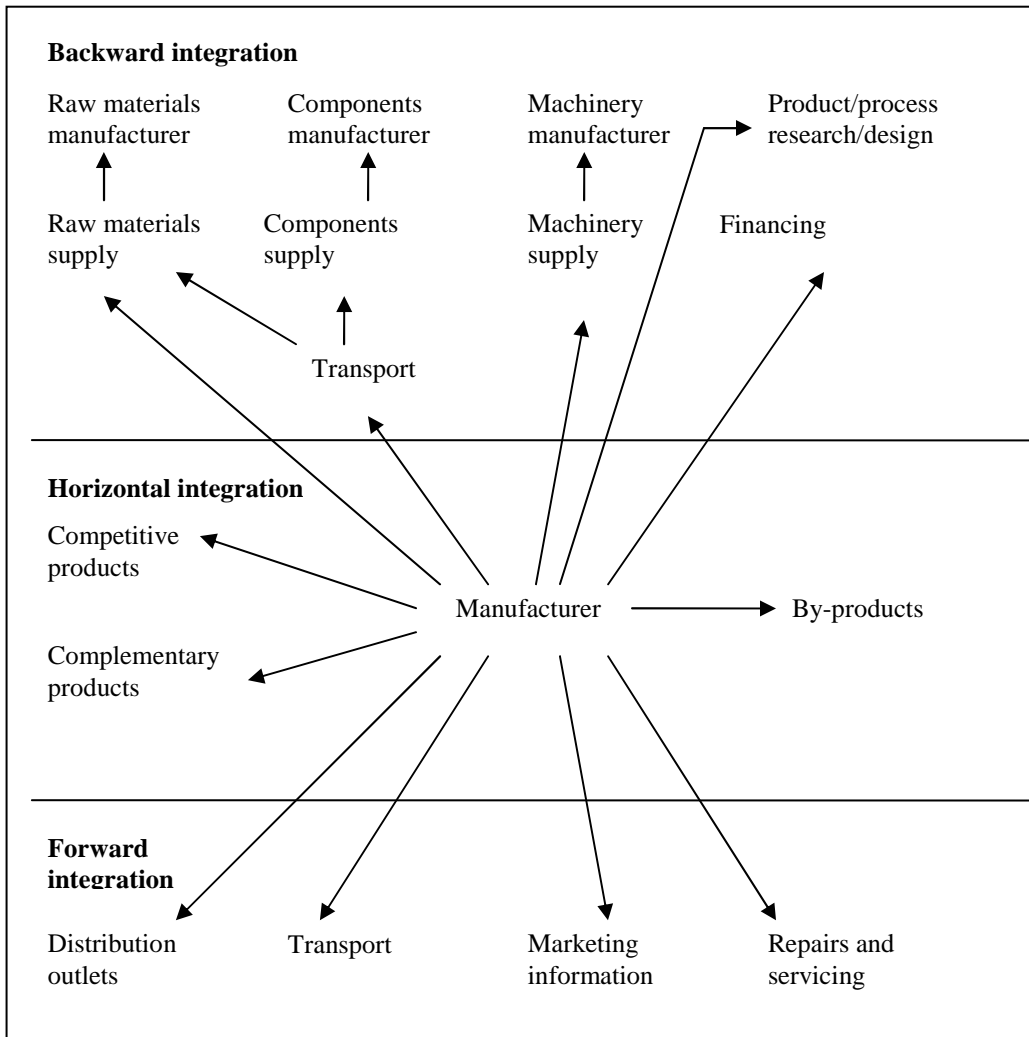 Backward integration
Raw materials
manufacturer
Components
manufacturer
Machinery
manufacturer
Product/process
research/design
Raw materials
supply
Components
supply
Machinery
supply
Financing
Transport
Horizontal integration
Competitive
products
Manufacturer
By-products
Complementary
products
Forward
integration
Distribution
outlets
Transport
Marketing
information
Repairs and
servicing